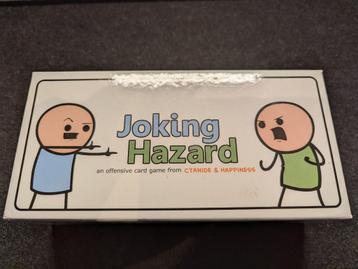 Joking
Hazard
an offensive card game from CYANIDE & HAPPINESS